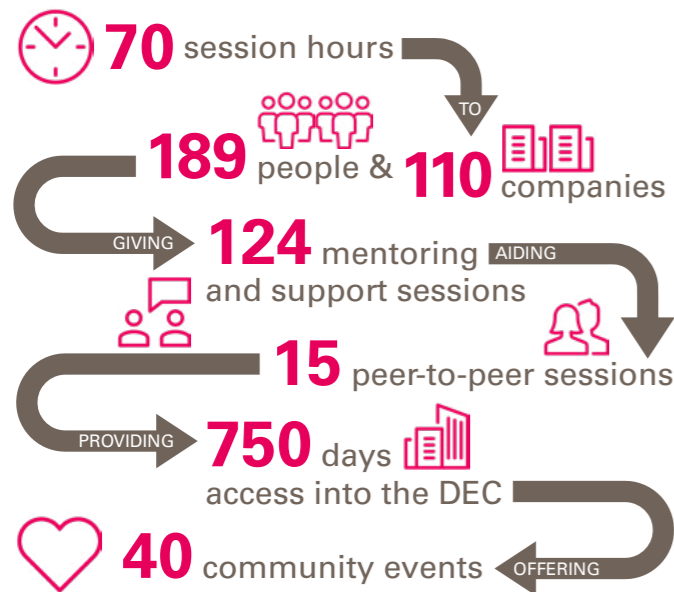 70 session hours
TO
189 people & 110 companies
GIVING
124 mentoring
and support sessions
AIDING
15 peer-to-peer sessions
PROVIDING
750 days
access into the DEC
OFFERING
40 community events